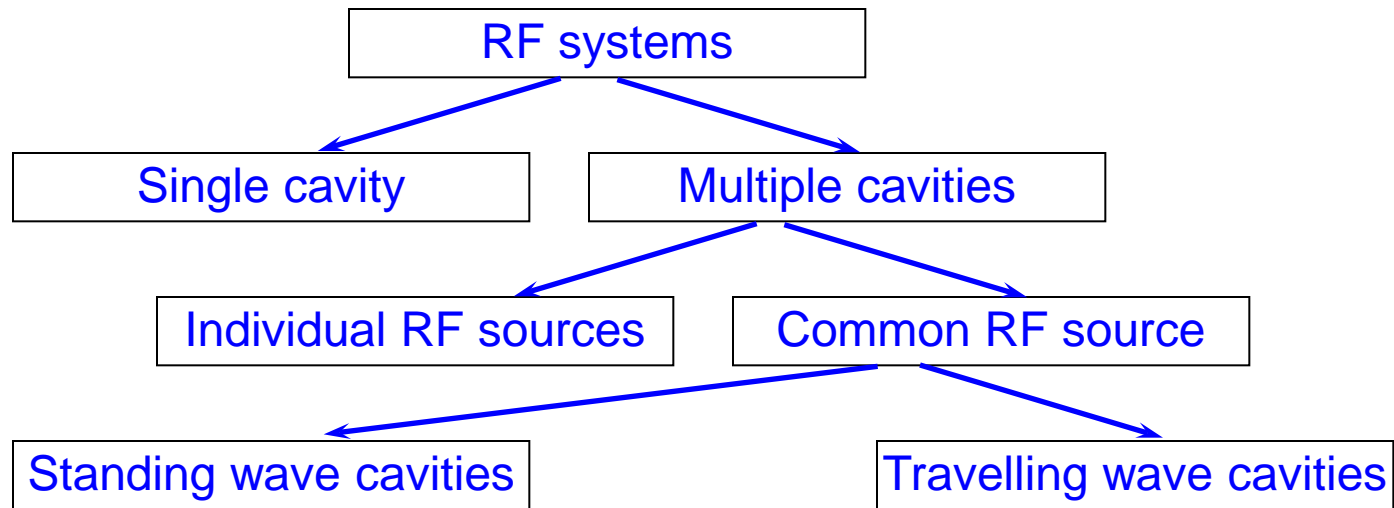 RF systems
Single cavity
Multiple cavities
Individual RF sources
Common RF source
Standing wave cavities
Travelling wave cavities